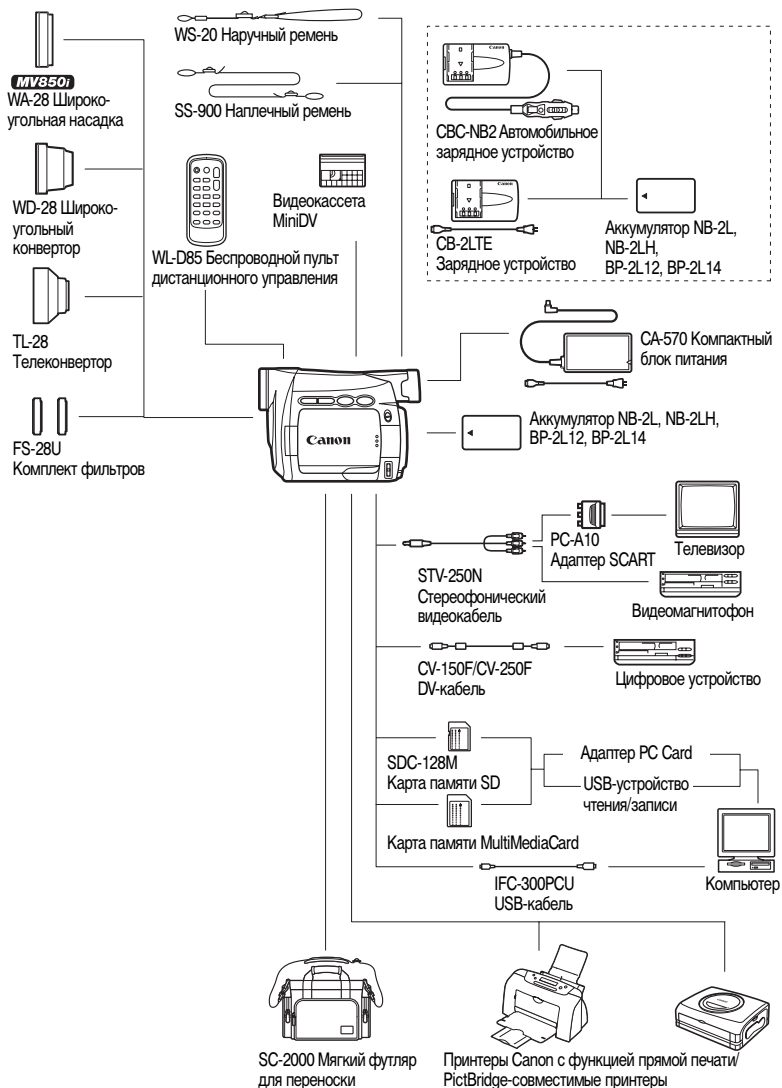 WS-20 Наручный ремень
MV850i
WA-28 Широко-
угольная насадка
SS-900 Наплечный ремень
Canon
CBC-NB2 Автомобильное
зарядное устройство
WD-28 Широко-
угольный
конвертор
WL-D85 Беспроводной пульт
дистанционного управления
Видеокассета
MiniDV
Canon
CB-2LTE
Зарядное устройство
Аккумулятор NB-2L,
NB-2LH,
BP-2L12, BP-2L14
TL-28
Телеконвертор
CA-570 Компактный
блок питания
FS-28U
Комплект фильтров
Canon
Аккумулятор NB-2L, NB-2LH,
BP-2L12, BP-2L14
STV-250N
Стереофонический
видеокабель
PC-A10
Адаптер SCART
Телевизор
Видеомагнитофон
CV-150F/CV-250F
DV-кабель
Цифровое устройство
SDC-128M
Карта памяти SD
Адаптер PC Card
USB-устройство
чтения/записи
Карта памяти MultiMediaCard
Компьютер
IFC-300PCU
USB-кабель
SC-2000 Мягкий футляр
для переноски
Принтеры Canon с функцией прямой печати/
PictBridge-совместимые принтеры